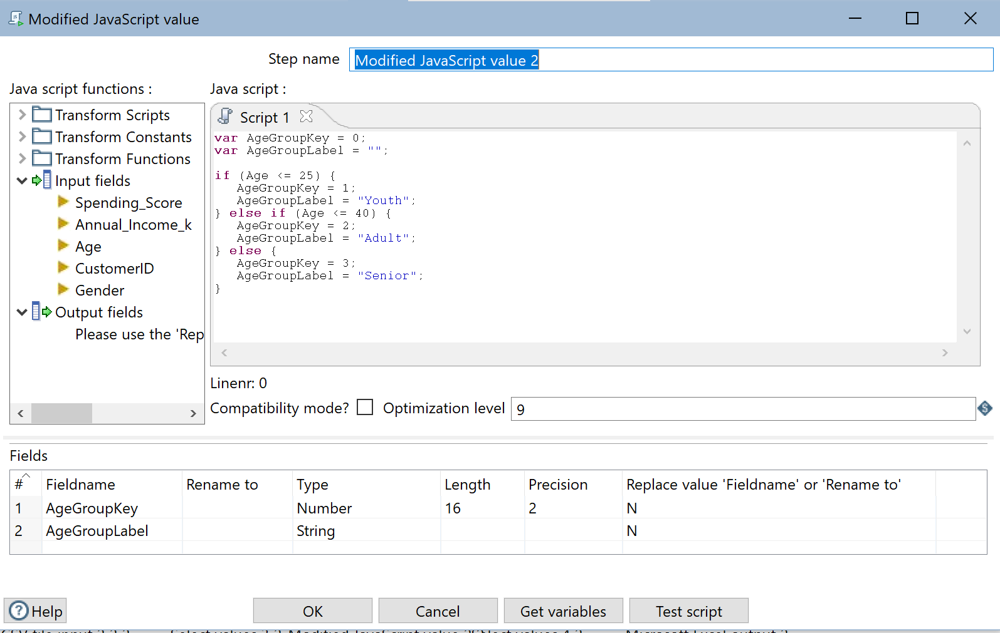 Modified JavaScript value
Step name Modified JavaScript value 2
Java script functions :
Transform Scripts
Transform Constants
Transform Functions
Input fields
Spending_Score
Annual_Income_k
Age
CustomerID
Gender
Output fields
Please use the 'Rep
Java script :
Script 1
var AgeGroupKey = 0;
var AgeGroupLabel = "";
if (Age <= 25) {
AgeGroupKey = 1;
AgeGroupLabel = "Youth";
} else if (Age <= 40) {
AgeGroupKey = 2;
AgeGroupLabel = "Adult";
} else {
AgeGroupKey = 3;
AgeGroupLabel = "Senior";
}
Linenr: 0
Compatibility mode? Optimization level 9
Fields
# Fieldname Rename to Type Length Precision Replace value 'Fieldname' or 'Rename to'
1 AgeGroupKey Number 16 2 N
2 AgeGroupLabel String N
Help OK Cancel Get variables Test script